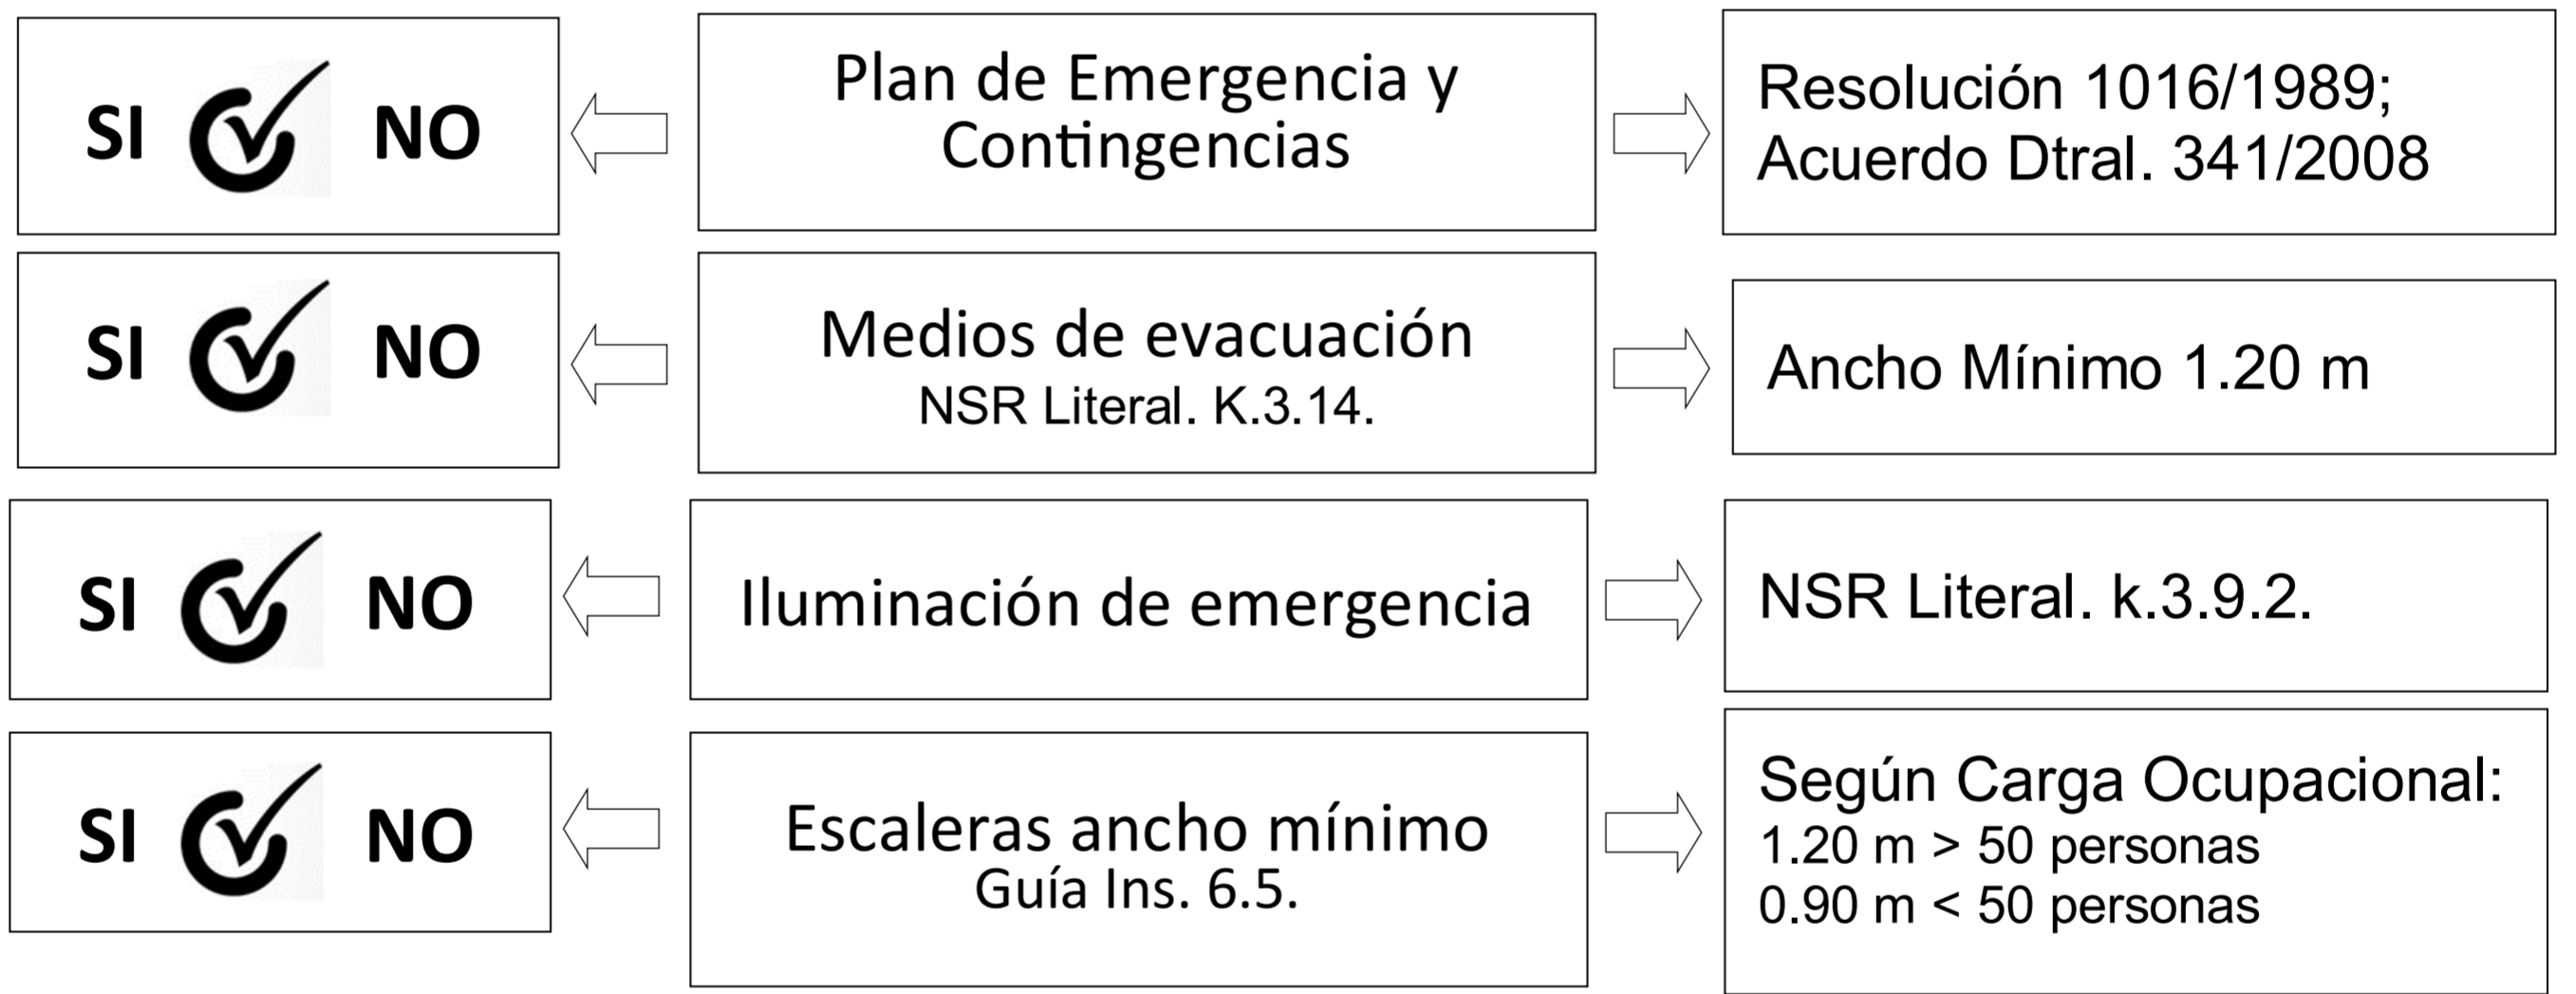 SI NO
Plan de Emergencia y
Contingencias
Resolución 1016/1989;
Acuerdo Dtral. 341/2008
SI NO
Medios de evacuación
NSR Literal. K.3.14.
Ancho Mínimo 1.20 m
SI NO
Iluminación de emergencia
NSR Literal. k.3.9.2.
SI NO
Escaleras ancho mínimo
Guía Ins. 6.5.
Según Carga Ocupacional:
1.20 m > 50 personas
0.90 m < 50 personas